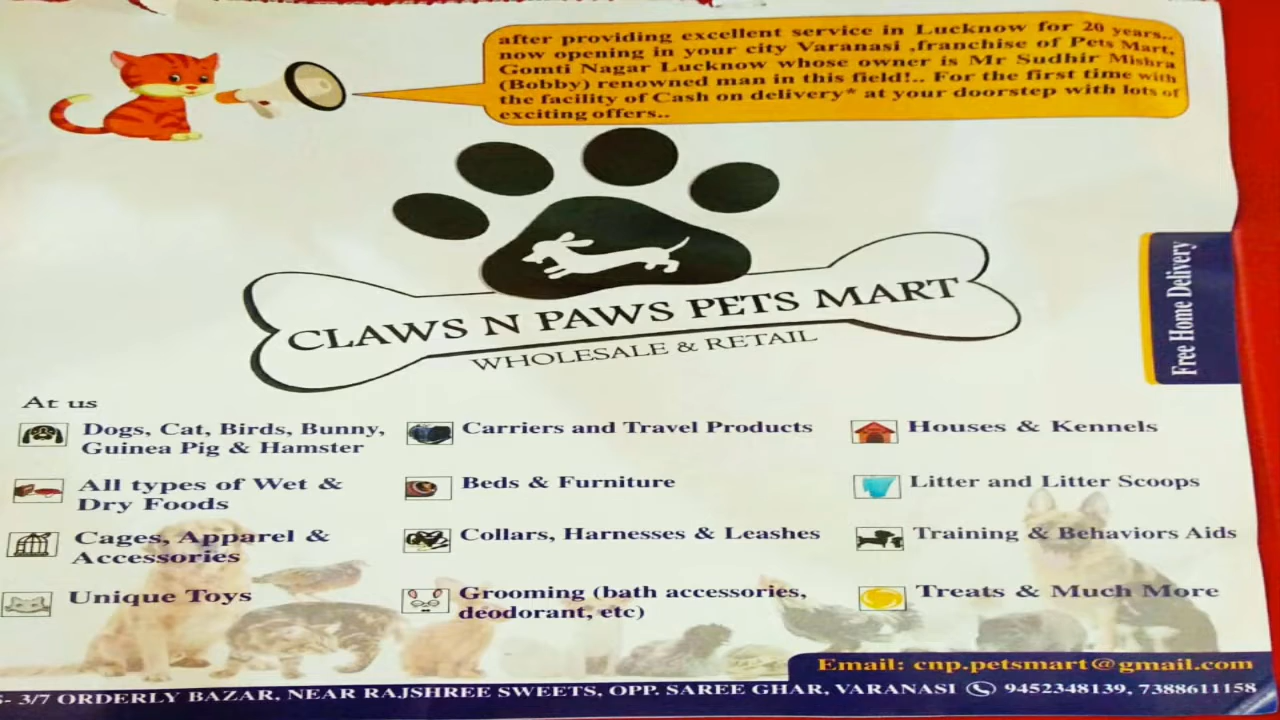 after providing excellent service in Lucknow for 20 years..
now opening in your city Varanasi ,franchise of Pets Mart,
Gomti Nagar Lucknow whose owner is Mr Sudhir Mishra
(Bobby) renowned man in this field!.. For the first time with
the facility of Cash on delivery* at your doorstep with lots of
exciting offers..
CLAWS N PAWS PETS MART
WHOLESALE & RETAIL
Free Home Delivery
At us
Dogs, Cat, Birds, Bunny,
Guinea Pig & Hamster
All types of Wet &
Dry Foods
Cages, Apparel &
Accessories
Unique Toys
Carriers and Travel Products
Beds & Furniture
Collars, Harnesses & Leashes
Grooming (bath accessories,
deodorant, etc)
Houses & Kennels
Litter and Litter Scoops
Training & Behaviors Aids
Treats & Much More
Email: cnp.petsmart@gmail.com
- 3/7 ORDERLY BAZAR, NEAR RAJSHREE SWEETS, OPP. SAREE GHAR, VARANASI 9452348139, 7388611158